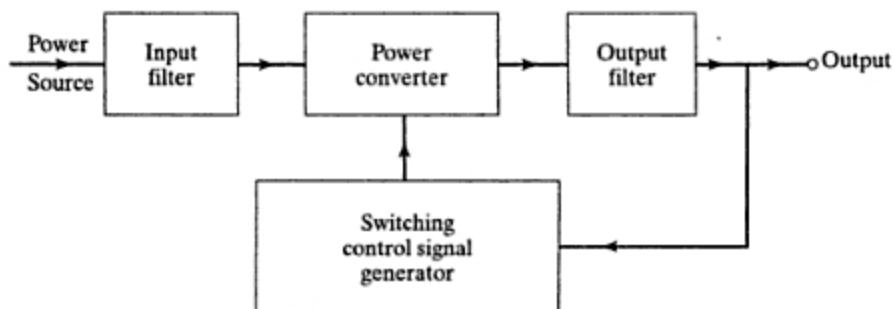 Power
Source
Input
filter
Power
converter
Output
filter
Output
Switching
control signal
generator